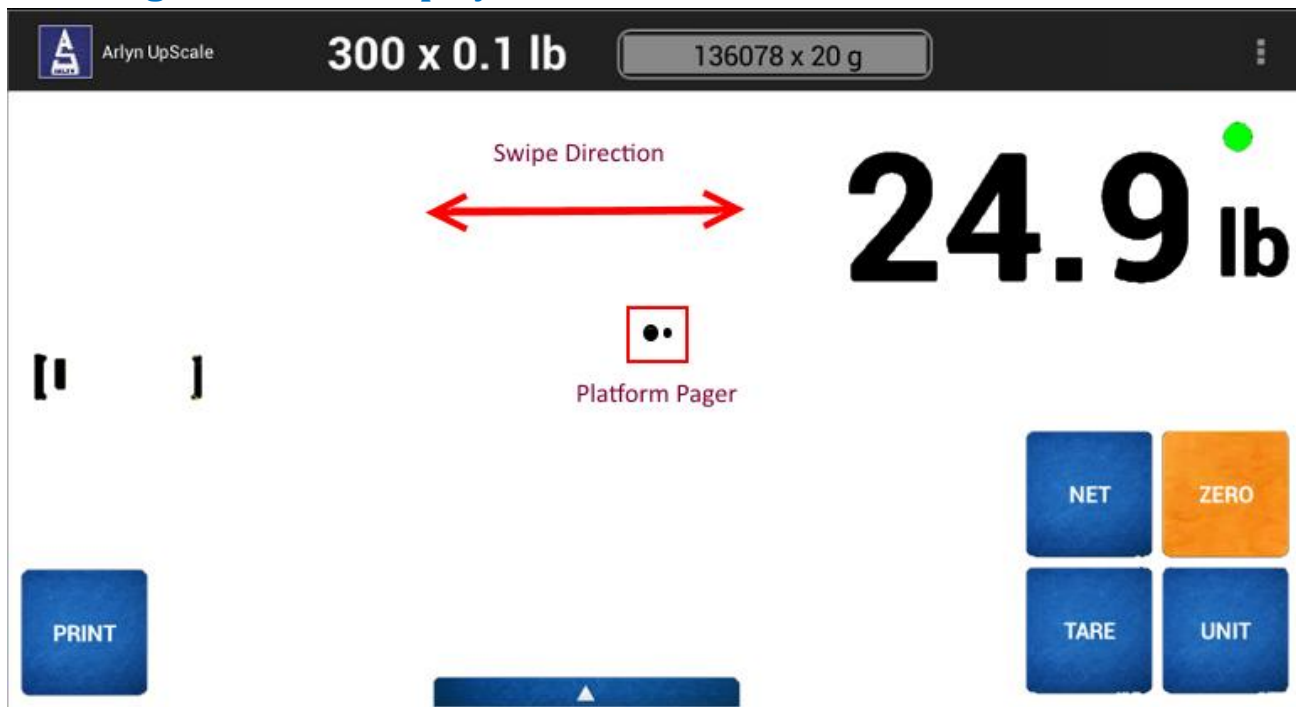 Arlyn UpScale
300 x 0.1 lb
136078 x 20 g
Swipe Direction
24.9 lb
Platform Pager
[ı ]
NET
ZERO
PRINT
TARE
UNIT